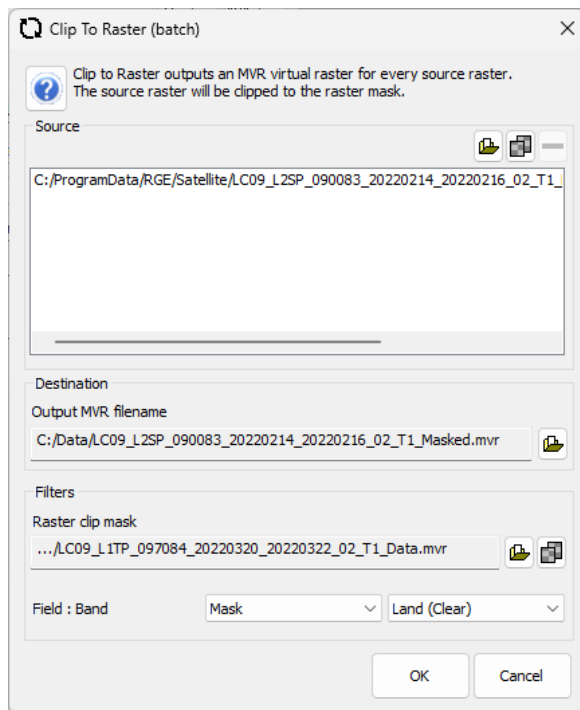 Clip To Raster (batch)
Clip to Raster outputs an MVR virtual raster for every source raster.
The source raster will be clipped to the raster mask.
Source
C:/ProgramData/RGE/Satellite/LC09_L2SP_090083_20220214_20220216_02_T1_
Destination
Output MVR filename
C:/Data/LC09_L2SP_090083_20220214_20220216_02_T1_Masked.mvr
Filters
Raster clip mask
.../LC09_L1TP_097084_20220320_20220322_02_T1_Data.mvr
Field : Band Mask Land (Clear)
OK Cancel